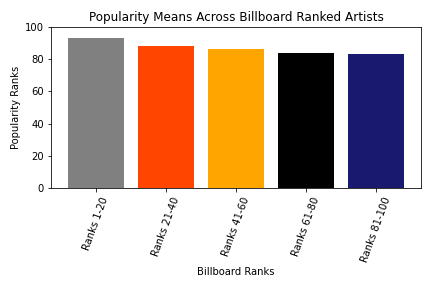 Popularity Means Across Billboard Ranked Artists
Popularity Ranks
100
80
60
40
20
0
Ranks 1-20
Ranks 21-40
Ranks 41-60
Ranks 61-80
Ranks 81-100
Billboard Ranks